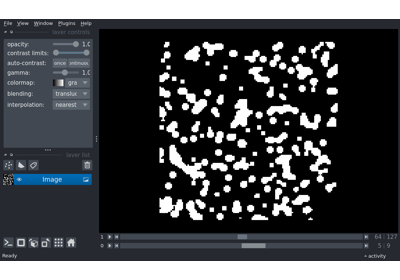 File View Window Plugins Help
layer controls
opacity: 1.0
contrast limits:
auto-contrast: once continuous
gamma: 1.0
colormap: gra
blending: transluc
interpolation: nearest
layer list
Image
1 64 127
0 5 9
Ready activity